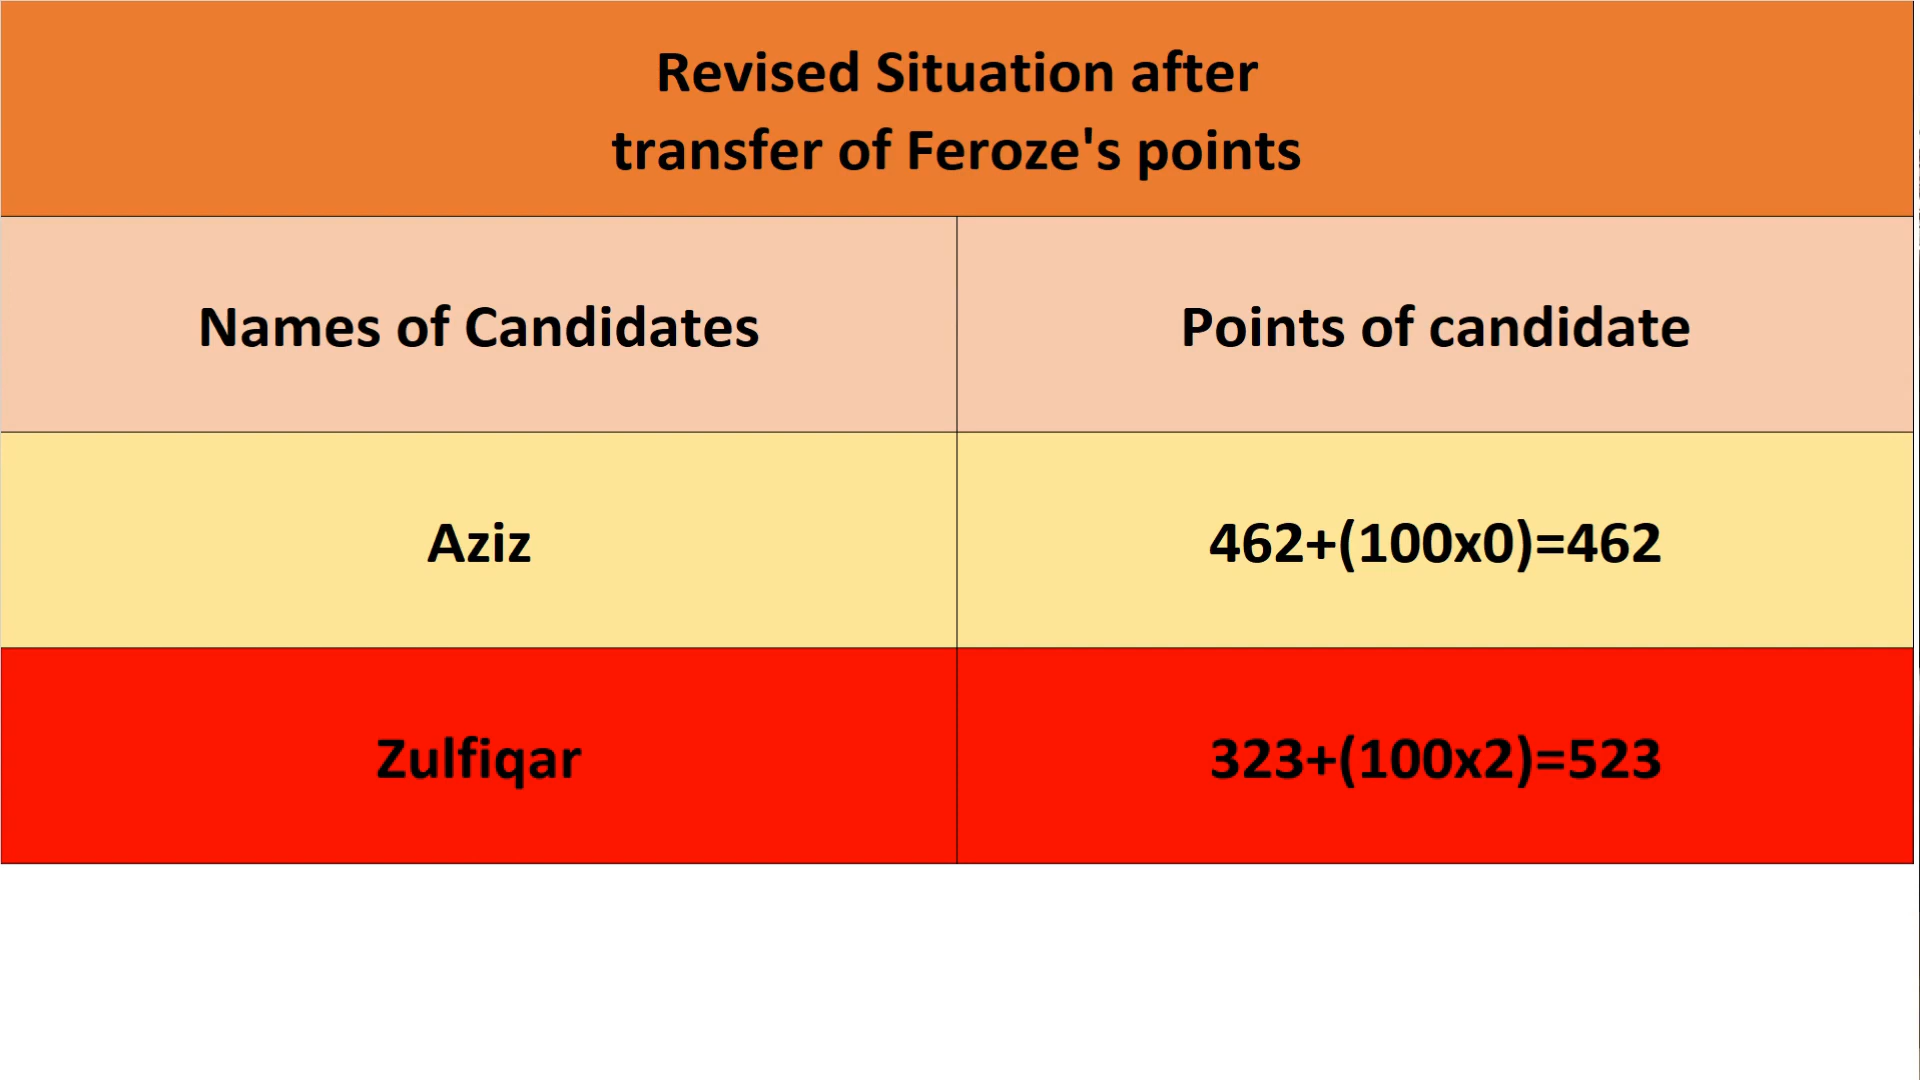 Revised Situation after
transfer of Feroze's points
Names of Candidates
Points of candidate
Aziz
462+(100x0)=462
Zulfiqar
323+(100x2)=523